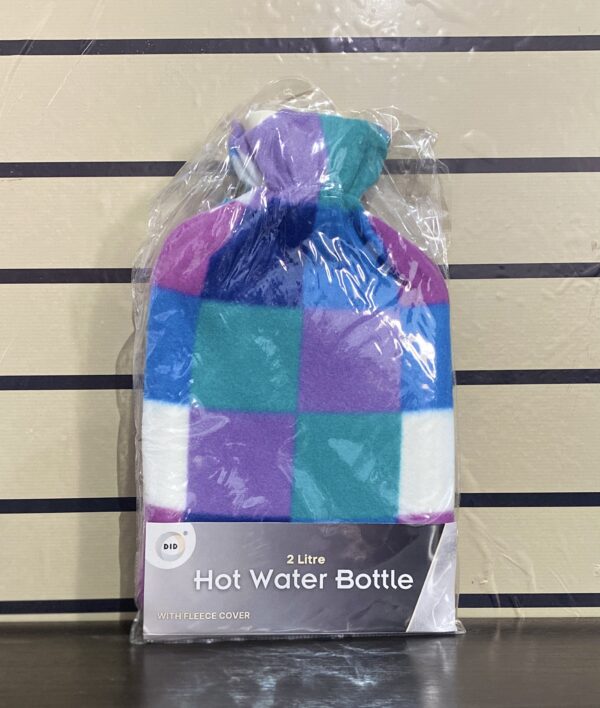 DID
2 Litre
Hot Water Bottle
WITH FLEECE COVER